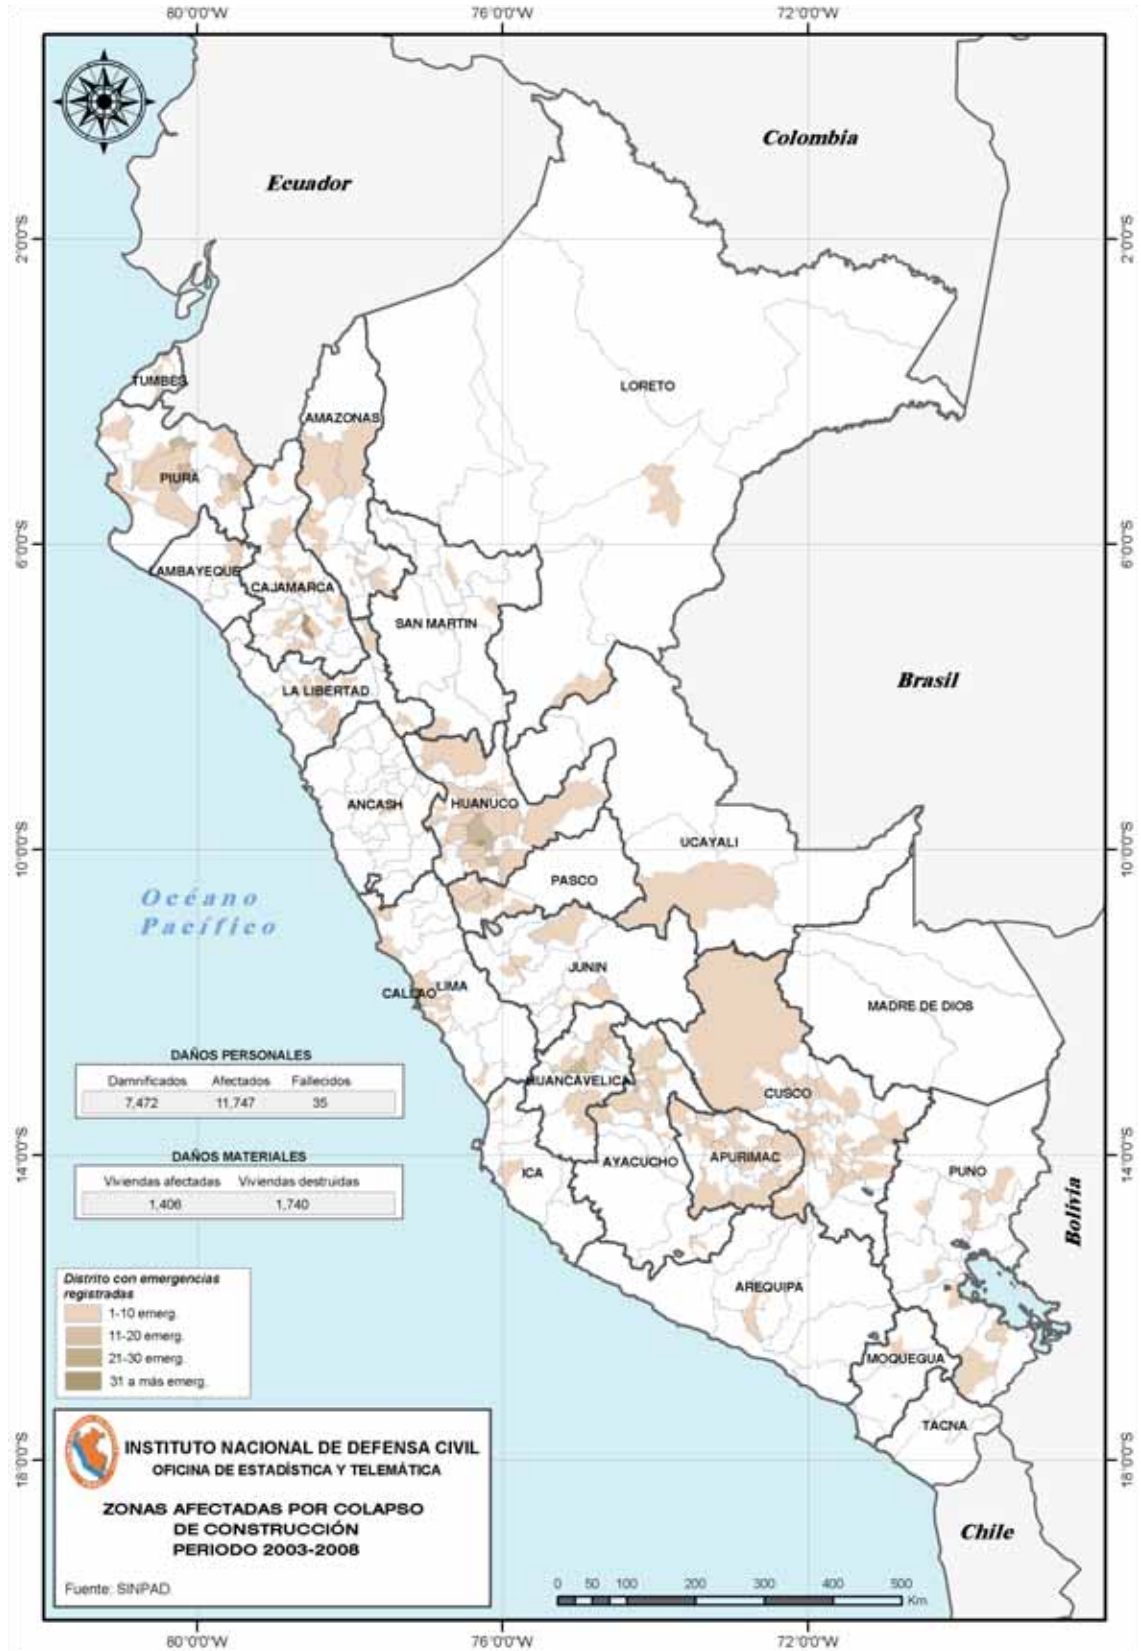 80°0'0"W 76°0'0"W 72°0'0"W
Colombia
Ecuador
2°0'0"S 2°0'0"S
TUMBES
LORETO
AMAZONAS
PIURA
6°0'0"S 6°0'0"S
LAMBAYEQUE
CAJAMARCA
SAN MARTIN
Brasil
LA LIBERTAD
ANCASH
HUANUCO
UCAYALI
10°0'0"S 10°0'0"S
PASCO
Océano
Pacífico
JUNIN
CALLAO
LIMA
MADRE DE DIOS
DAÑOS PERSONALES
Damnificados Afectados Fallecidos
7,472 11,747 35
HUANCAVELICA
CUSCO
14°0'0"S 14°0'0"S
DAÑOS MATERIALES
Viviendas afectadas Viviendas destruidas
1,406 1,740
ICA
AYACUCHO
APURIMAC
PUNO
Bolivia
AREQUIPA
Distrito con emergencias
registradas
1-10 emerg.
11-20 emerg.
21-30 emerg.
31 a más emerg.
MOQUEGUA
TACNA
INSTITUTO NACIONAL DE DEFENSA CIVIL
OFICINA DE ESTADÍSTICA Y TELEMÁTICA
18°0'0"S 18°0'0"S
ZONAS AFECTADAS POR COLAPSO
DE CONSTRUCCIÓN
PERIODO 2003-2008
Chile
Fuente: SINPAD
0 50 100 200 300 400 500
Km.
80°0'0"W 76°0'0"W 72°0'0"W